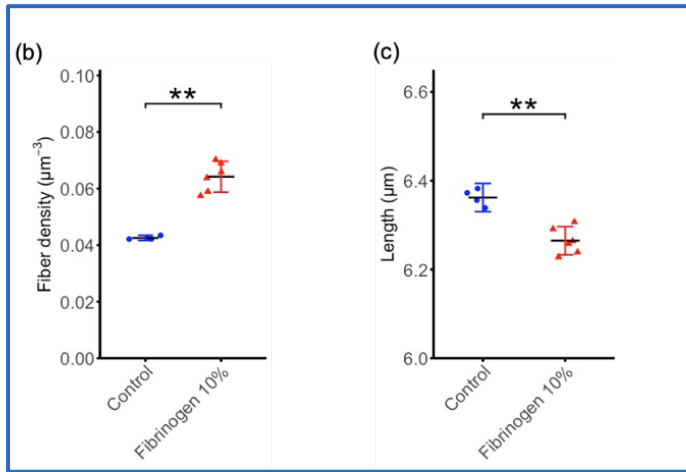 (b)
0.10
0.08
0.06
0.04
0.02
0.00
Fiber density (µm⁻³)
**
Control
Fibrinogen 10%
(c)
6.6
6.4
6.2
6.0
Length (µm)
**
Control
Fibrinogen 10%